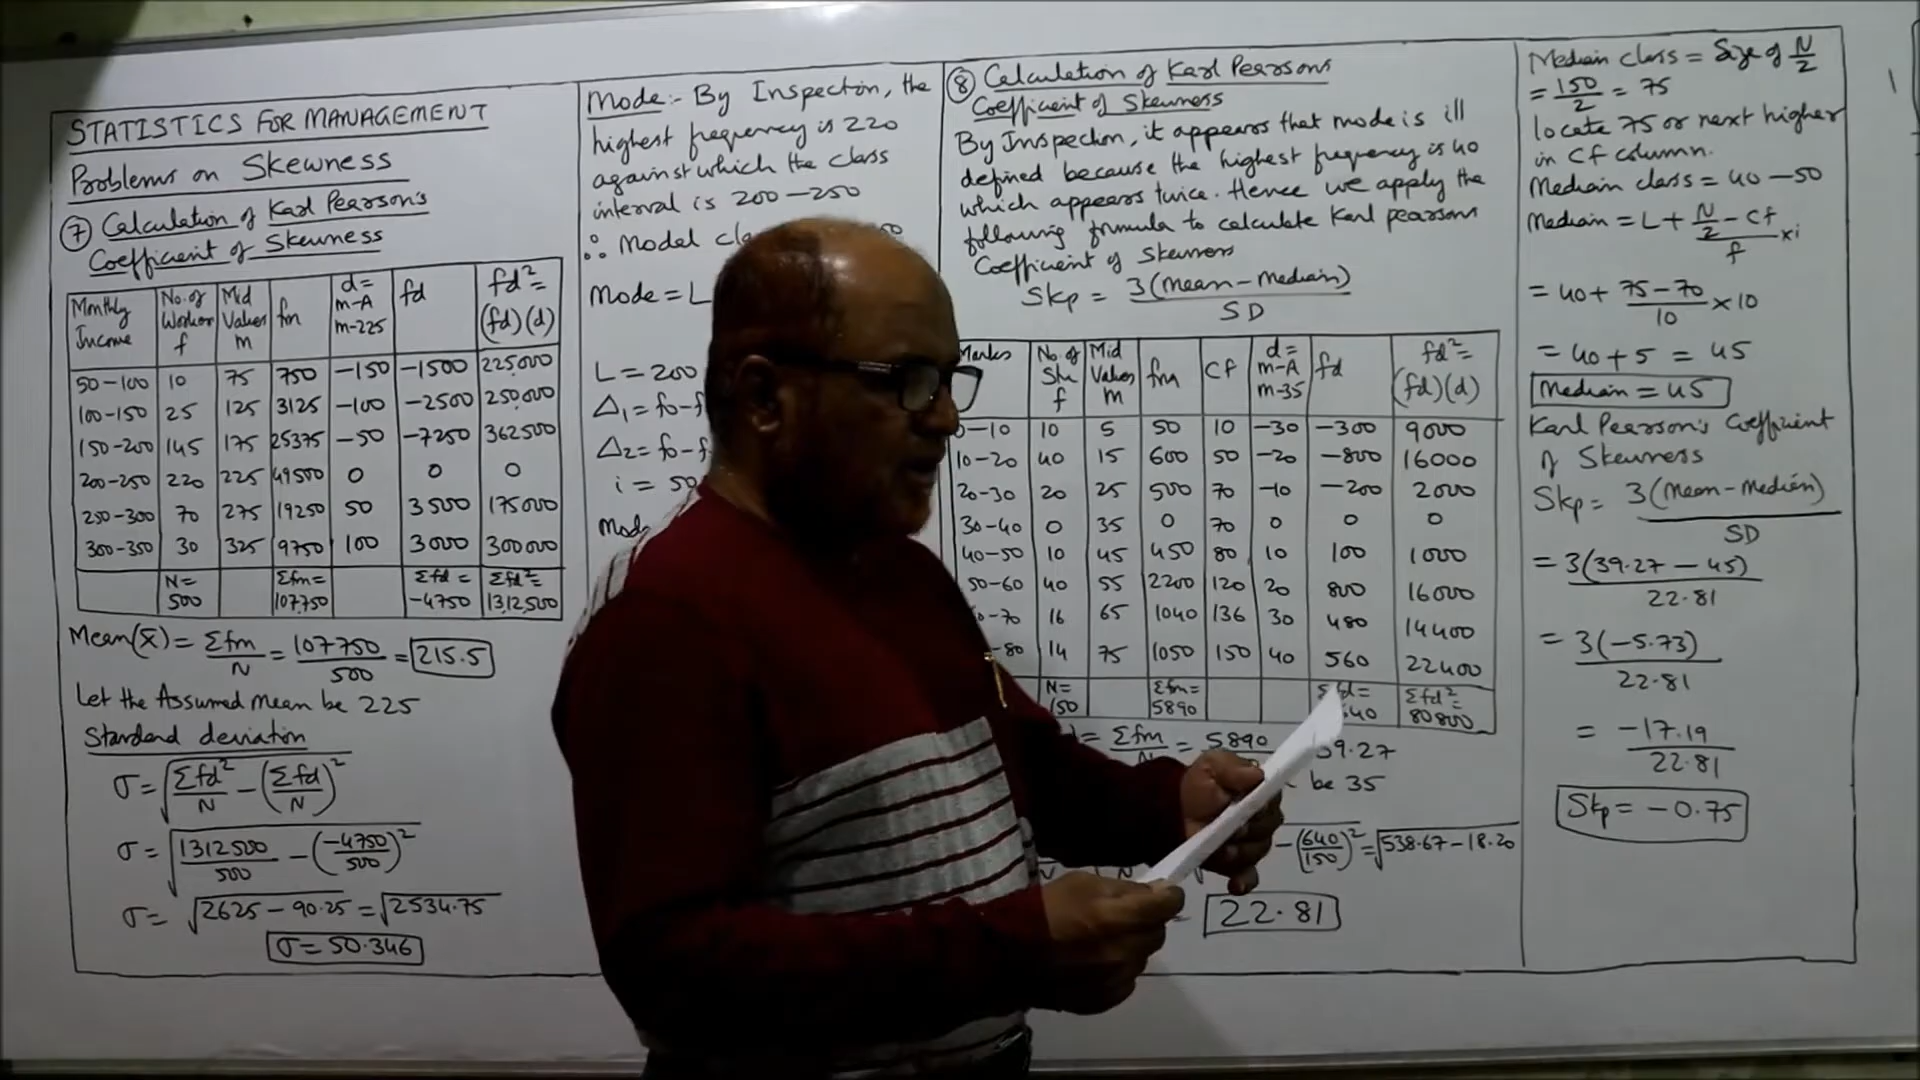 STATISTICS FOR MANAGEMENT
Problems on Skewness
⑦ Calculation of Karl Pearson's
Coefficient of Skewness
Monthly Income | No. of Worker f | Mid Values m | fm | d= m-A m-225 | fd | fd²= (fd)(d)
50-100 | 10 | 75 | 750 | -150 | -1500 | 225,000
100-150 | 25 | 125 | 3125 | -100 | -2500 | 250,000
150-200 | 145 | 175 | 25375 | -50 | -7250 | 362500
200-250 | 220 | 225 | 49500 | 0 | 0 | 0
250-300 | 70 | 275 | 19250 | 50 | 3500 | 175000
300-350 | 30 | 325 | 9750 | 100 | 3000 | 300000
N= 500 | Σfm= 107,750 | Σfd= -4750 | Σfd²= 1312,500
Mean(x̄) = Σfm/N = 107750/500 = 215.5
Let the Assumed mean be 225
Standard deviation
σ = √(Σfd²/N - (Σfd/N)²)
σ = √(1312500/500 - (-4750/500)²)
σ = √2625-90.25 = √2534.75
σ = 50.346
Mode:- By Inspection, the
highest frequency is 220
against which the class
interval is 200-250
∴ Modal
Mode = L
L = 200
Δ₁ = fo-f
Δ₂ = fo-f
i = 50
⑧ Calculation of Karl Pearsons
Coefficient of Skewness
By Inspection, it appears that mode is ill
defined because the highest frequency is 40
which appears twice. Hence we apply the
following formula to calculate Karl pearsons
Coefficient of Skewness
Skp = 3(Mean-Median)/SD
Marks | No. of Stu f | Mid Values m | fm | Cf | d= m-A m-35 | fd | fd²= (fd)(d)
0-10 | 10 | 5 | 50 | 10 | -30 | -300 | 9000
10-20 | 40 | 15 | 600 | 50 | -20 | -800 | 16000
20-30 | 20 | 25 | 500 | 70 | -10 | -200 | 2000
30-40 | 0 | 35 | 0 | 70 | 0 | 0 | 0
40-50 | 10 | 45 | 450 | 80 | 10 | 100 | 1000
50-60 | 40 | 55 | 2200 | 120 | 20 | 800 | 16000
0-70 | 16 | 65 | 1040 | 136 | 30 | 480 | 14400
-80 | 14 | 75 | 1050 | 150 | 40 | 560 | 22400
N= 150 | Σfm= 5890 | Σfd= 640 | Σfd²= 80800
= Σfm/N = 5890 39.27
be 35
- (640/150)² = √538.67-18.20
22.81
Median class = Size of N/2
= 150/2 = 75
locate 75 or next higher
in Cf column.
Median class = 40-50
Median = L + (N/2 - Cf)/f × i
= 40 + (75-70)/10 × 10
= 40+5 = 45
Median = 45
Karl Pearson's Coefficient
of Skewness
Skp = 3(Mean-Median)/SD
= 3(39.27-45)/22.81
= 3(-5.73)/22.81
= -17.19/22.81
Skp = -0.75